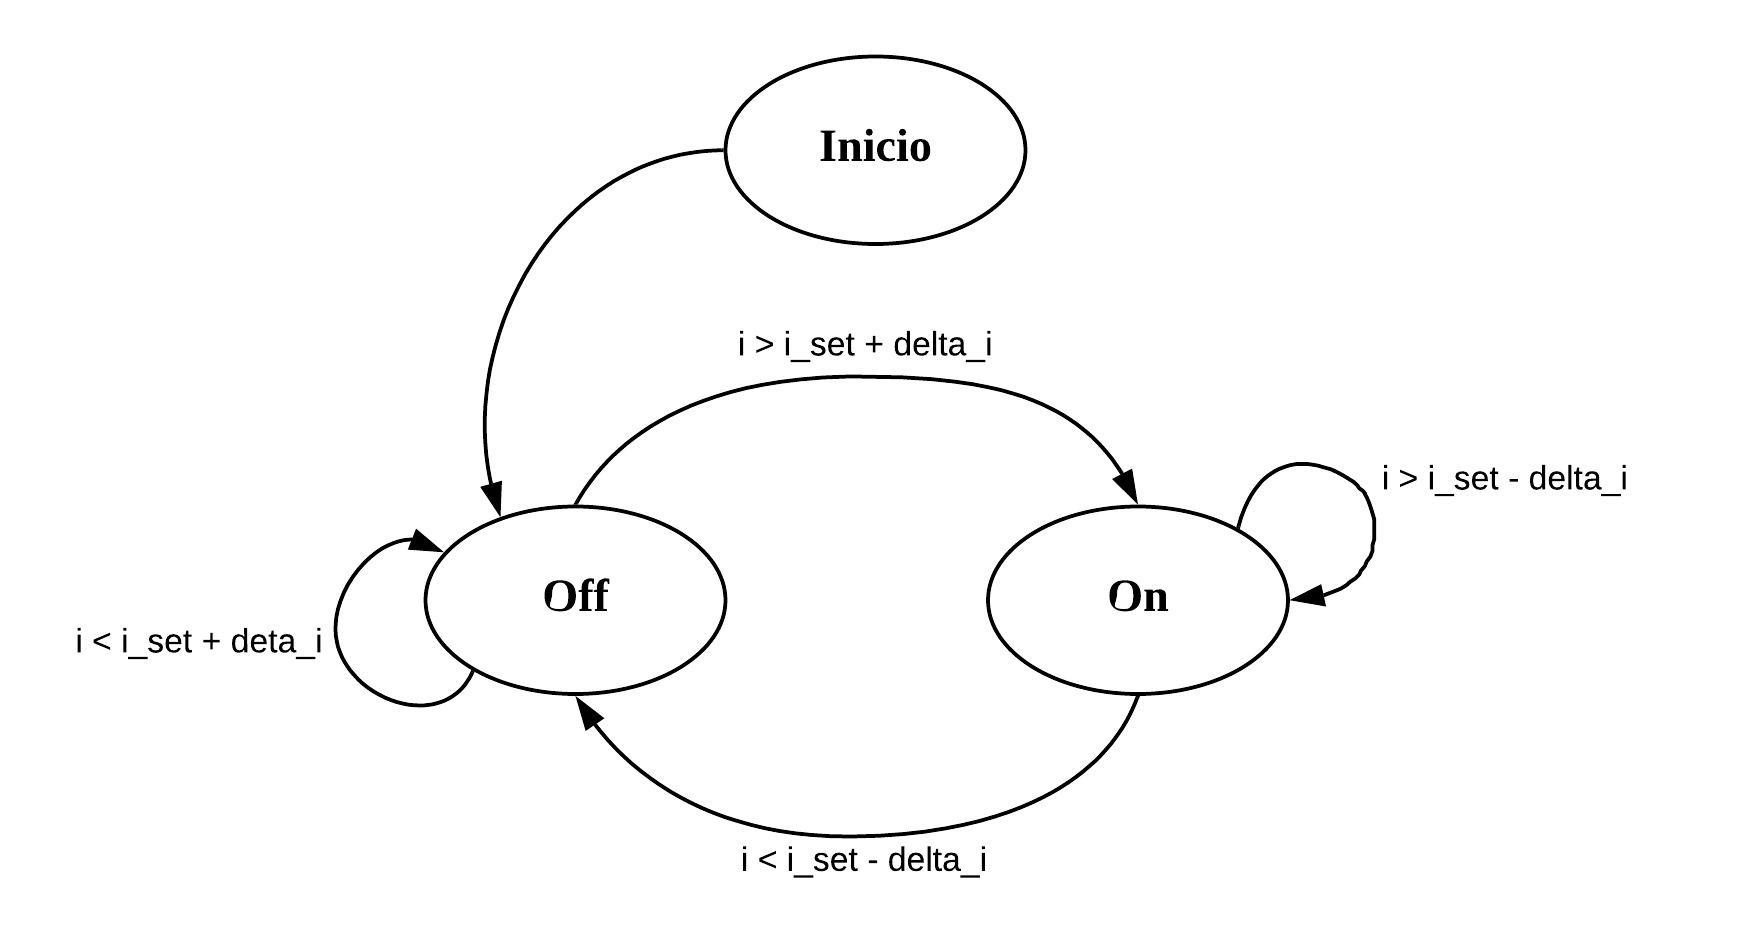 Inicio
i > i_set + delta_i
i > i_set - delta_i
Off
On
i < i_set + deta_i
i < i_set - delta_i